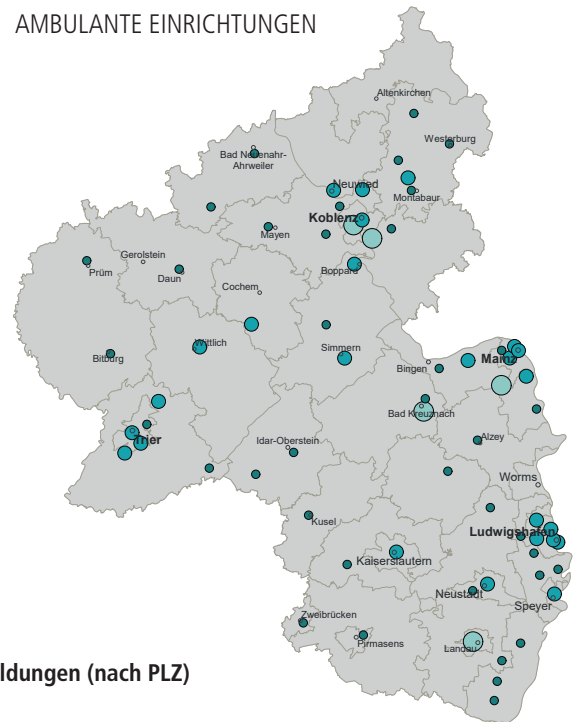 AMBULANTE EINRICHTUNGEN
Altenkirchen
Westerburg
Bad Neuenahr-
Ahrweiler
Neuwied
Montabaur
Koblenz
Mayen
Gerolstein
Boppard
Prüm
Daun
Cochem
Wittlich
Simmern
Bitburg
Mainz
Bingen
Bad Kreuznach
Trier
Idar-Oberstein
Alzey
Worms
Kusel
Ludwigshafen
Kaiserslautern
Neustadt
Speyer
Zweibrücken
Pirmasens
Landau
ldungen (nach PLZ)